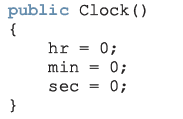 public Clock()
{
    hr = 0;
    min = 0;
    sec = 0;
}